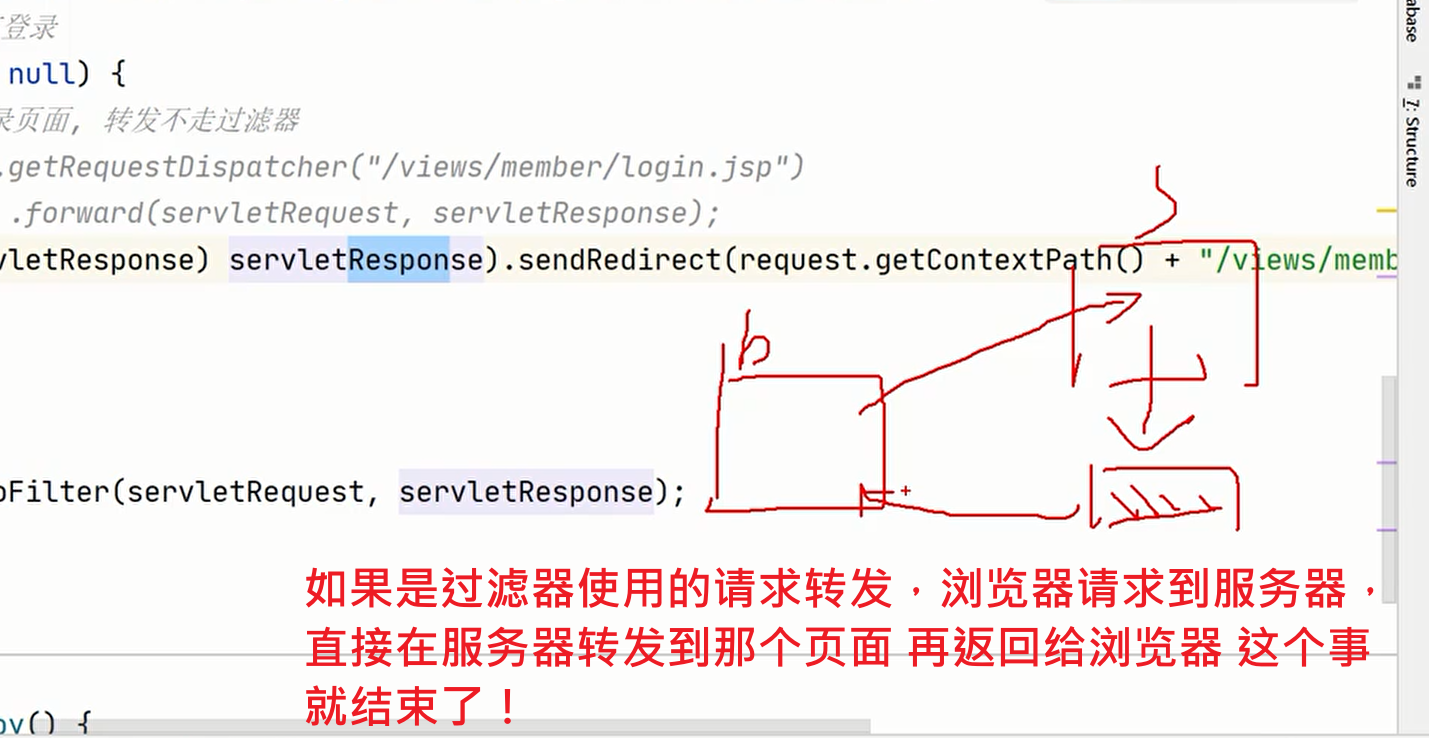 登录
null) {
录页面, 转发不走过滤器
.getRequestDispatcher("/views/member/login.jsp")
.forward(servletRequest, servletResponse);
vletResponse) servletResponse).sendRedirect(request.getContextPath() + "/views/memb
b
oFilter(servletRequest, servletResponse);
如果是过滤器使用的请求转发，浏览器请求到服务器，
直接在服务器转发到那个页面 再返回给浏览器 这个事
就结束了！
oy() {
abase
7: Structure